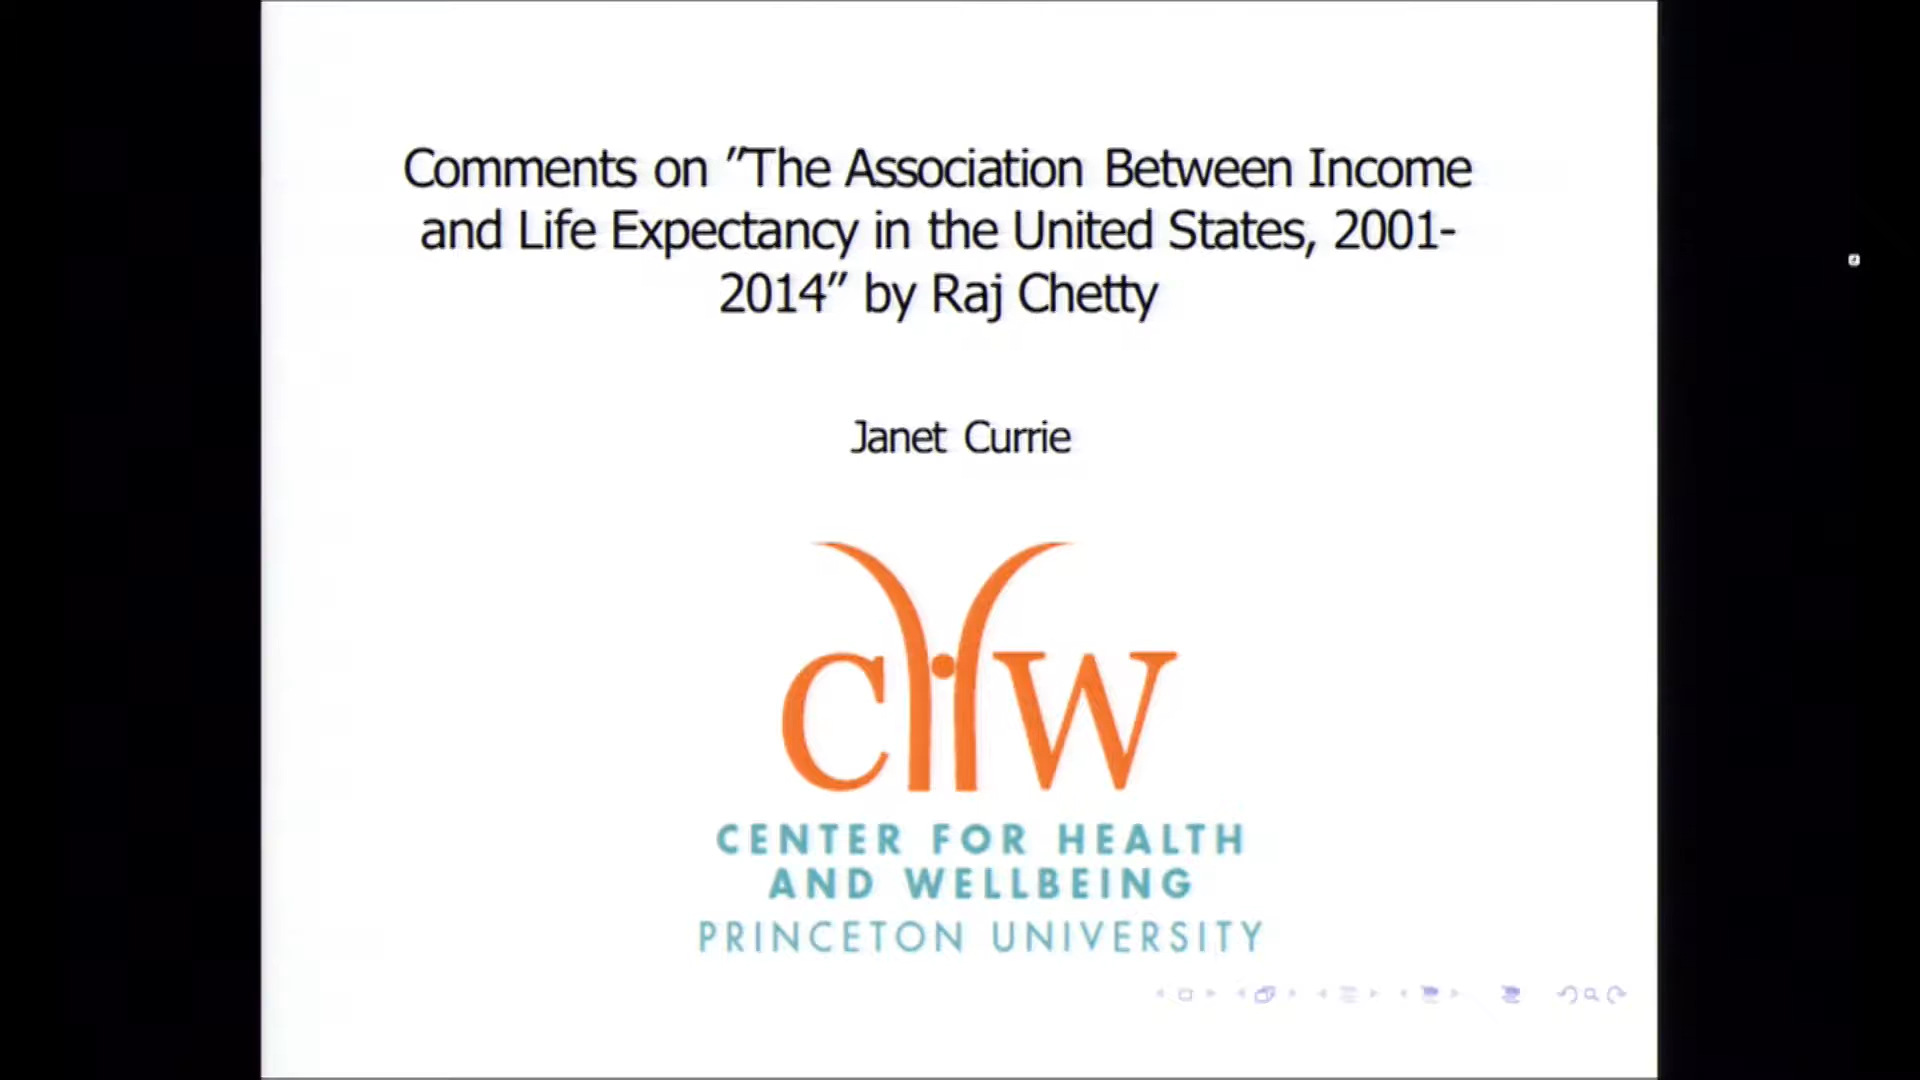 Comments on "The Association Between Income
and Life Expectancy in the United States, 2001-
2014" by Raj Chetty
Janet Currie
CHW
CENTER FOR HEALTH
AND WELLBEING
PRINCETON UNIVERSITY